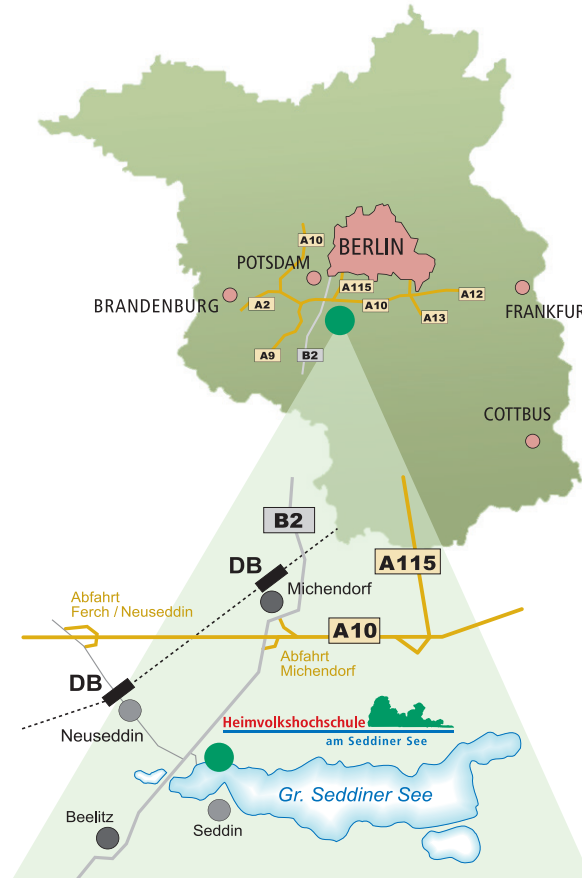 A10
BERLIN
POTSDAM
A115
BRANDENBURG
A2
A10
A12
FRANKFUR
A13
A9
B2
COTTBUS
B2
DB
A115
Michendorf
Abfahrt
Ferch / Neuseddin
A10
Abfahrt
Michendorf
DB
Neuseddin
Heimvolkshochschule
am Seddiner See
Gr. Seddiner See
Beelitz
Seddin